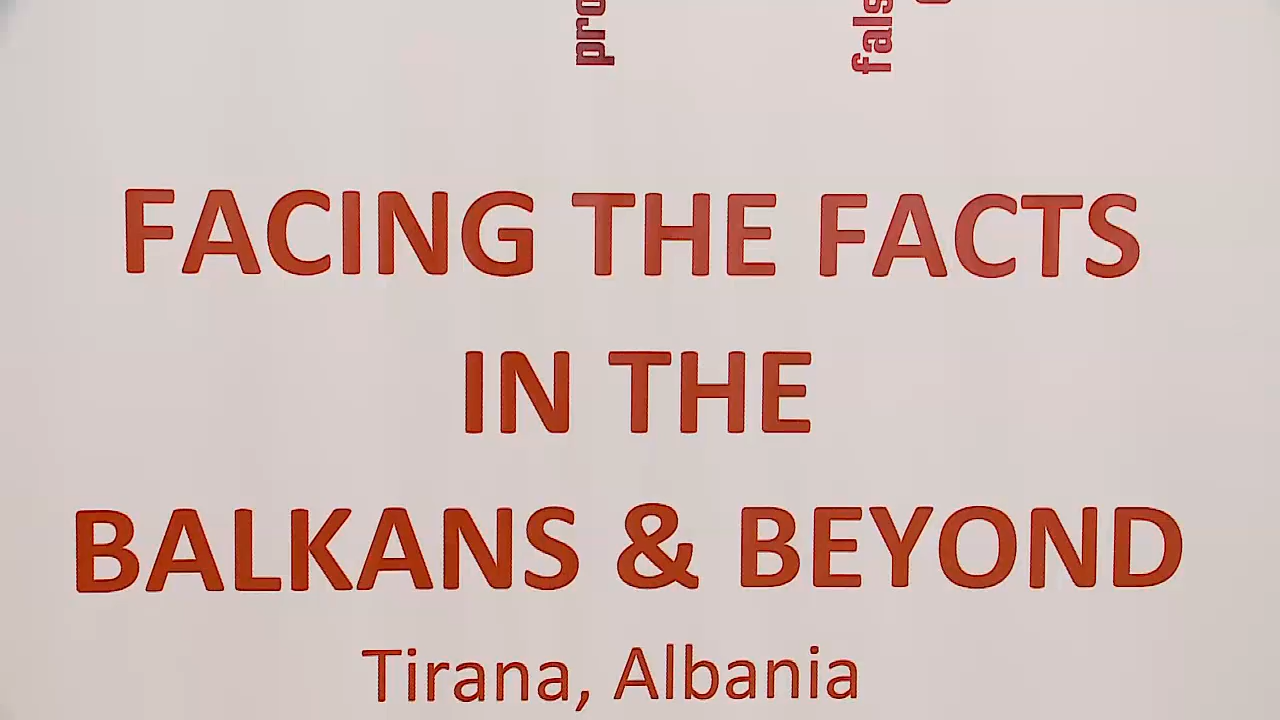 FACING THE FACTS
IN THE
BALKANS & BEYOND
Tirana, Albania